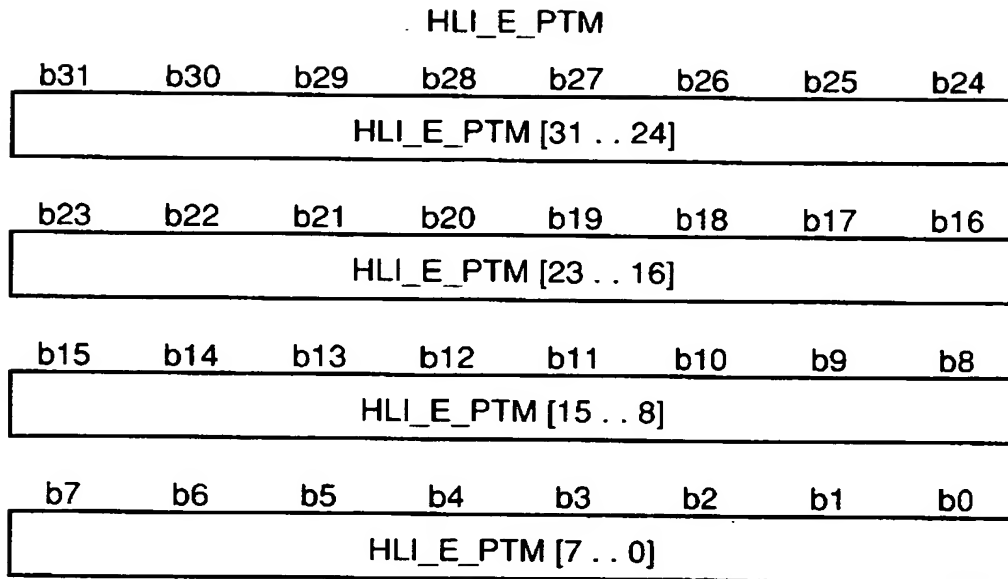 HLI_E_PTM
b31 b30 b29 b28 b27 b26 b25 b24
HLI_E_PTM [31 . . 24]
b23 b22 b21 b20 b19 b18 b17 b16
HLI_E_PTM [23 . . 16]
b15 b14 b13 b12 b11 b10 b9 b8
HLI_E_PTM [15 . . 8]
b7 b6 b5 b4 b3 b2 b1 b0
HLI_E_PTM [7 . . 0]